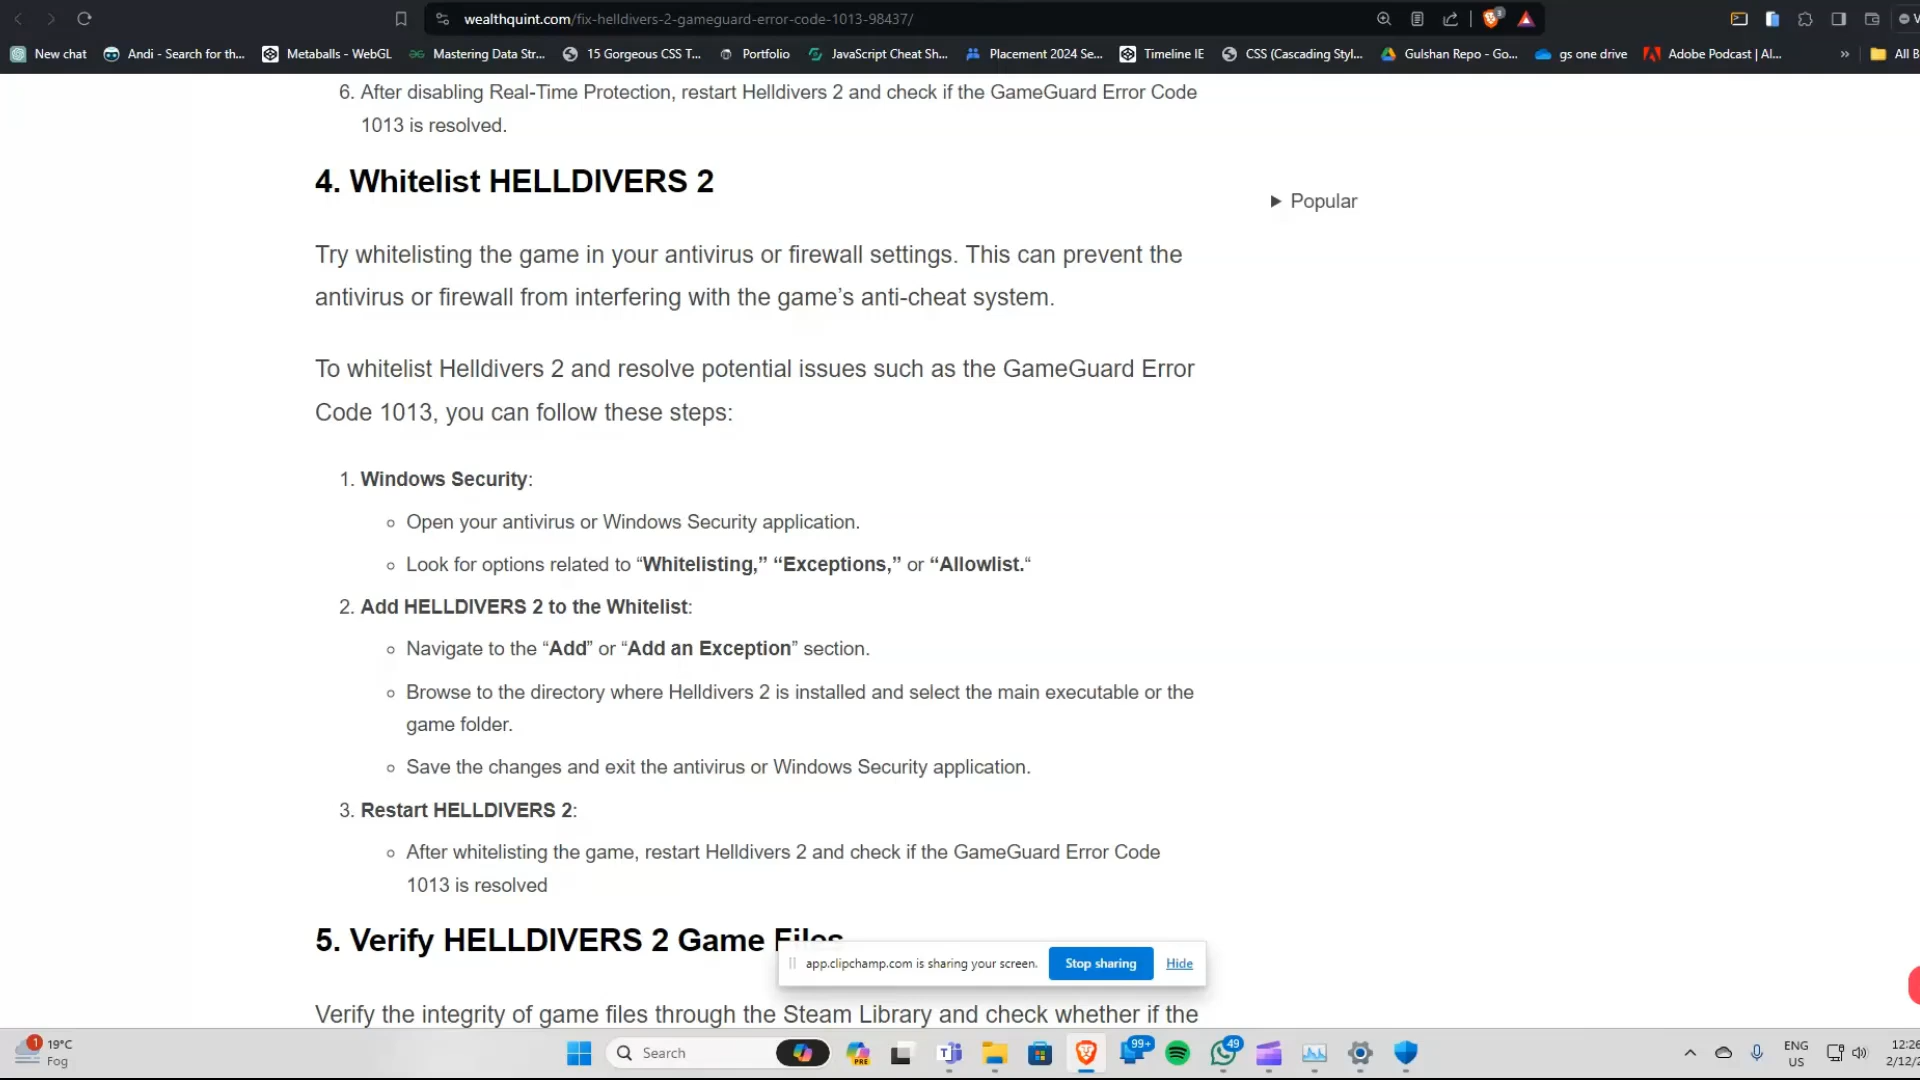 wealthquint.com/fix-helldivers-2-gameguard-error-code-1013-98437/
New chat
Andi - Search for th...
Metaballs - WebGL
Mastering Data Str...
15 Gorgeous CSS T...
Portfolio
JavaScript Cheat Sh...
Placement 2024 Se...
Timeline IE
CSS (Cascading Styl...
Gulshan Repo - Go...
gs one drive
Adobe Podcast | AI...
»
All B
6. After disabling Real-Time Protection, restart Helldivers 2 and check if the GameGuard Error Code
1013 is resolved.
4. Whitelist HELLDIVERS 2
Popular
Try whitelisting the game in your antivirus or firewall settings. This can prevent the
antivirus or firewall from interfering with the game’s anti-cheat system.
To whitelist Helldivers 2 and resolve potential issues such as the GameGuard Error
Code 1013, you can follow these steps:
1. Windows Security:
Open your antivirus or Windows Security application.
Look for options related to “Whitelisting,” “Exceptions,” or “Allowlist.“
2. Add HELLDIVERS 2 to the Whitelist:
Navigate to the “Add” or “Add an Exception” section.
Browse to the directory where Helldivers 2 is installed and select the main executable or the
game folder.
Save the changes and exit the antivirus or Windows Security application.
3. Restart HELLDIVERS 2:
After whitelisting the game, restart Helldivers 2 and check if the GameGuard Error Code
1013 is resolved
5. Verify HELLDIVERS 2 Game Files
app.clipchamp.com is sharing your screen.
Stop sharing
Hide
Verify the integrity of game files through the Steam Library and check whether if the
1
19°C
Fog
Search
PRE
99+
49
ENG
US
12:26
2/12/2